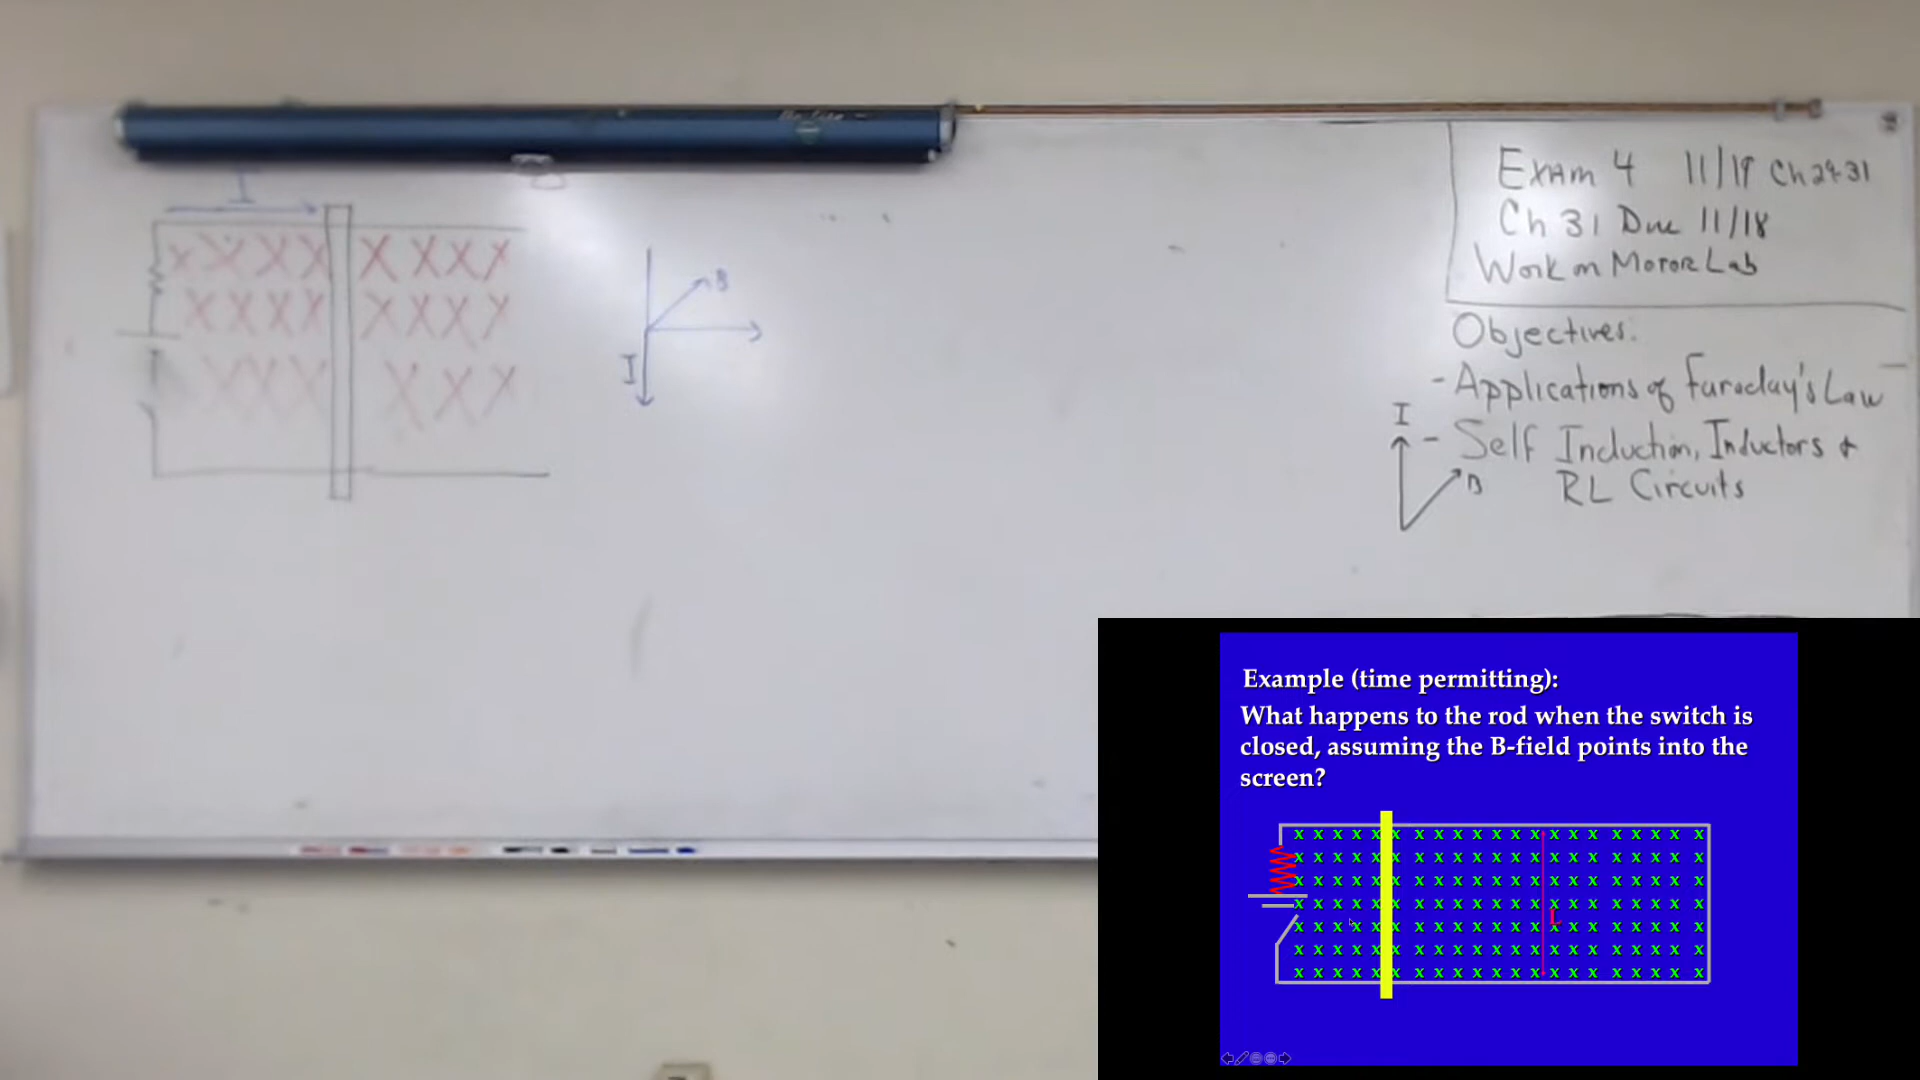 I
X X X X X X X X
X X X X X X X X
X X X X X X
B
I
Exam 4 11/19 Ch 29-31
Ch 31 Due 11/18
Work on Motor Lab
Objectives:
- Applications of Faraday's Law
I
- Self Induction, Inductors &
B
RL Circuits
Example (time permitting):
What happens to the rod when the switch is
closed, assuming the B-field points into the
screen?
x x x x x x x x x x x x x x x x x x x x x
x x x x x x x x x x x x x x x x x x x x x
x x x x x x x x x x x x x x x x x x x x x
x x x x x x x x x x x x x x x x x x x x x
L
x x x x x x x x x x x x x x x x x x x x x
x x x x x x x x x x x x x x x x x x x x x
x x x x x x x x x x x x x x x x x x x x x